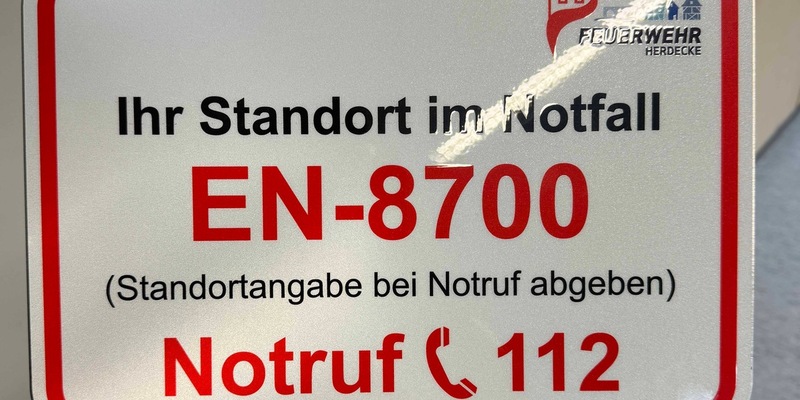 FEUERWEHR
HERDECKE
Ihr Standort im Notfall
EN-8700
(Standortangabe bei Notruf abgeben)
Notruf 112